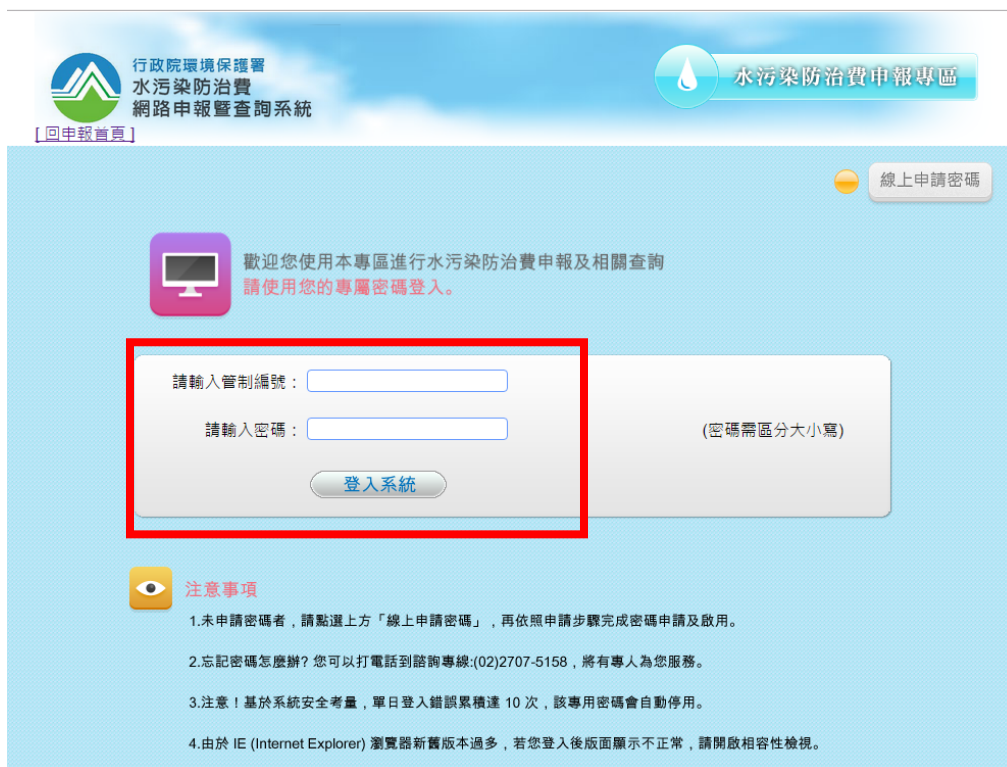 行政院環境保護署
水污染防治費
網路申報暨查詢系統
[ 回申報首頁 ]
水污染防治費申報專區
線上申請密碼
歡迎您使用本專區進行水污染防治費申報及相關查詢
請使用您的專屬密碼登入。
請輸入管制編號：
請輸入密碼：
(密碼需區分大小寫)
登入系統
注意事項
1.未申請密碼者，請點選上方「線上申請密碼」，再依照申請步驟完成密碼申請及啟用。
2.忘記密碼怎麼辦? 您可以打電話到諮詢專線:(02)2707-5158，將有專人為您服務。
3.注意！基於系統安全考量，單日登入錯誤累積達 10 次，該專用密碼會自動停用。
4.由於 IE (Internet Explorer) 瀏覽器新舊版本過多，若您登入後版面顯示不正常，請開啟相容性檢視。